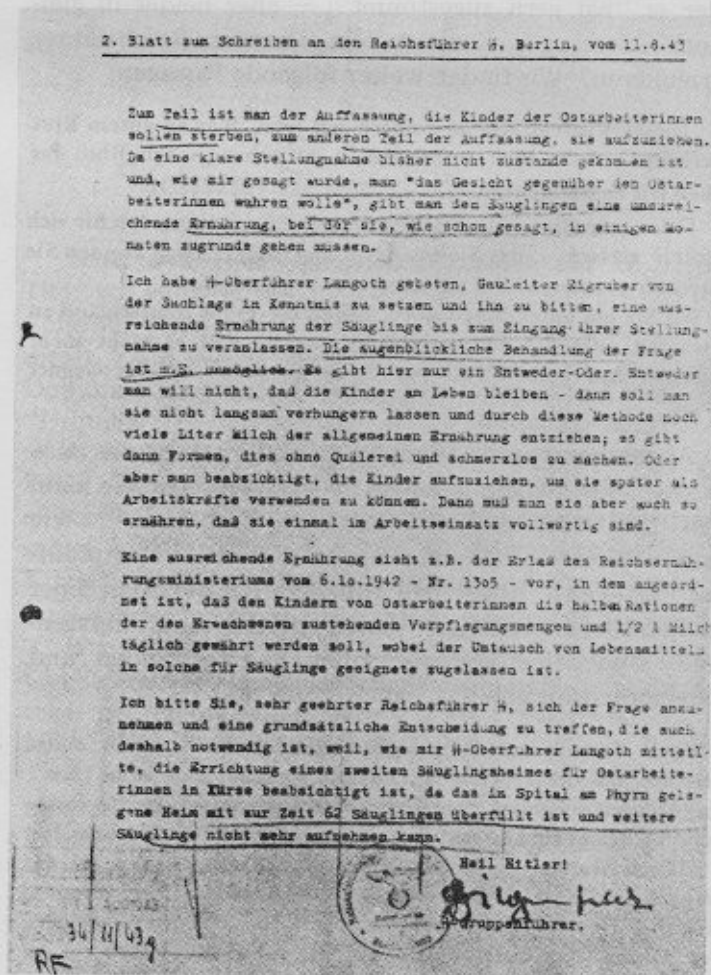 2. Blatt zum Schreiben an den Reichsführer ᛋᛋ, Berlin, vom 11.8.43
Zum Teil ist man der Auffassung, die Kinder der Ostarbeiterinnen
sollen sterben, zum anderen Teil der Auffassung, sie aufzuziehen.
Da eine klare Stellungnahme bisher nicht zustande gekommen ist
und, wie mir gesagt wurde, man "das Gesicht gegenüber den Ostar-
beiterinnen wahren wolle", gibt man den Säuglingen eine unzurei-
chende Ernährung, bei der sie, wie schon gesagt, in einigen Mo-
naten zugrunde gehen müssen.
Ich habe ᛋᛋ-Oberführer Langoth gebeten, Gauleiter Eigruber von
der Sachlage in Kenntnis zu setzen und ihn zu bitten, eine aus-
reichende Ernährung der Säuglinge bis zum Eingang Ihrer Stellung-
nahme zu veranlassen. Die augenblickliche Behandlung der Frage
ist m.E. unmöglich. Es gibt hier nur ein Entweder-Oder. Entweder
man will nicht, daß die Kinder am Leben bleiben - dann soll man
sie nicht langsam verhungern lassen und durch diese Methode noch
viele Liter Milch der allgemeinen Ernährung entziehen; es gibt
dann Formen, dies ohne Quälerei und schmerzlos zu machen. Oder
aber man beabsichtigt, die Kinder aufzuziehen, um sie später als
Arbeitskräfte verwenden zu können. Dann muß man sie aber auch so
ernähren, daß sie einmal im Arbeitseinsatz vollwertig sind.
Eine ausreichende Ernährung sieht z.B. der Erlaß des Reichsernäh-
rungsministeriums vom 6.10.1942 - Nr. 1305 - vor, in dem angeord-
net ist, daß den Kindern von Ostarbeiterinnen die halben Rationen
der den Erwachsenen zustehenden Verpflegungsmengen und 1/2 l Milch
täglich gewährt werden soll, wobei der Umtausch von Lebensmitteln
in solche für Säuglinge geeignete zugelassen ist.
Ich bitte Sie, sehr geehrter Reichsführer ᛋᛋ, sich der Frage anzu-
nehmen und eine grundsätzliche Entscheidung zu treffen, die auch
deshalb notwendig ist, weil, wie mir ᛋᛋ-Oberführer Langoth mitteil-
te, die Errichtung eines zweiten Säuglingsheimes für Ostarbeite-
rinnen in Kürze beabsichtigt ist, da das in Spital am Phyrn gele-
gene Heim mit zur Zeit 62 Säuglingen überfüllt ist und weitere
Säuglinge nicht mehr aufnehmen kann.
Heil Hitler!
ᛋᛋ-Gruppenführer.
34/11/43g
RF